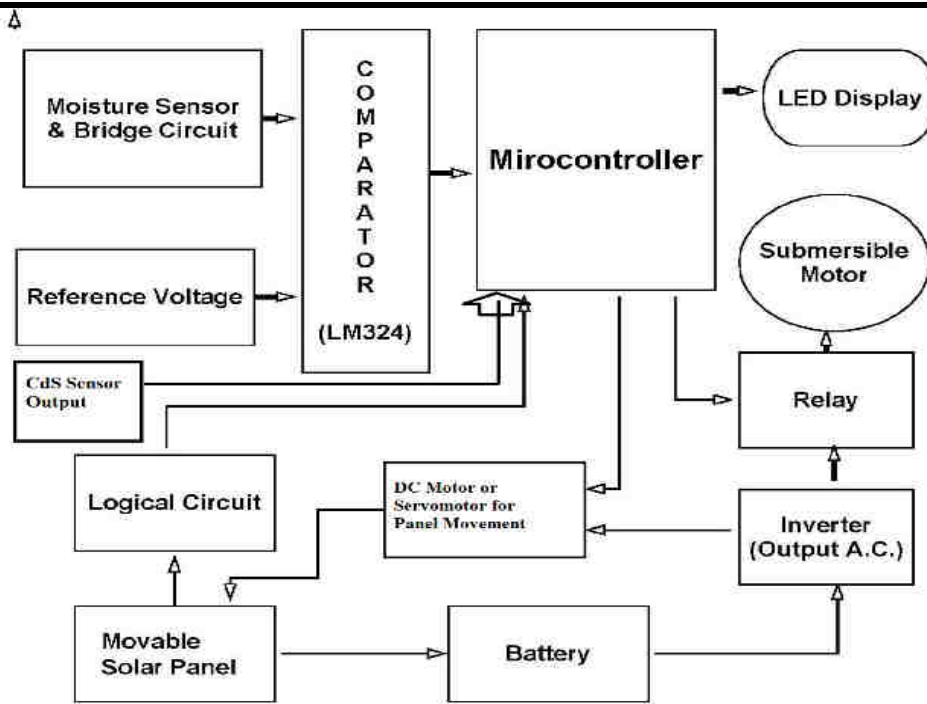 Moisture Sensor
& Bridge Circuit
COMPARATOR
(LM324)
Mirocontroller
LED Display
Submersible
Motor
Reference Voltage
CdS Sensor
Output
Relay
Logical Circuit
DC Motor or
Servomotor for
Panel Movement
Inverter
(Output A.C.)
Movable
Solar Panel
Battery